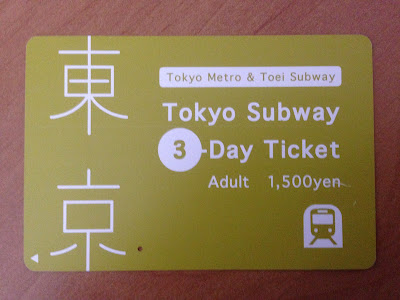 東京
Tokyo Metro & Toei Subway
Tokyo Subway
3-Day Ticket
Adult 1,500yen